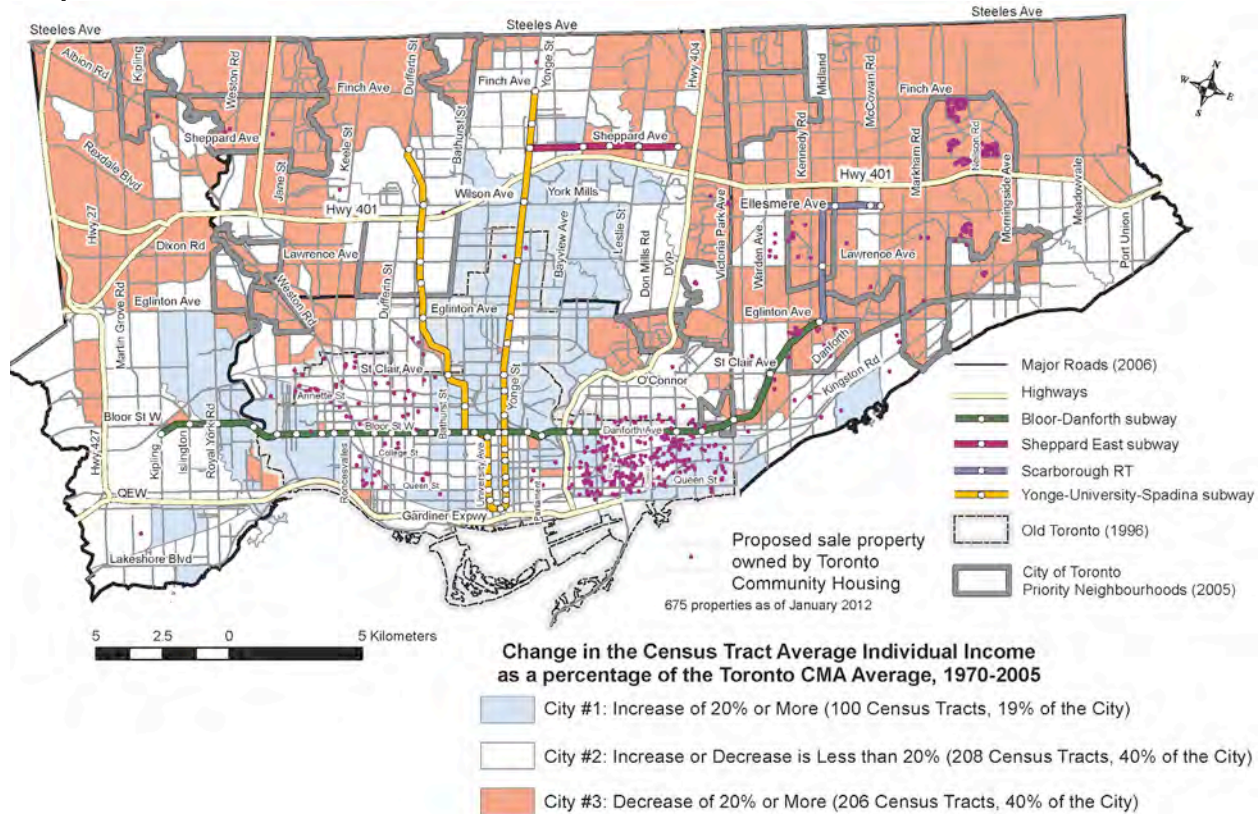 Steeles Ave
Steeles Ave
Steeles Ave
Albion Rd
Kipling
Weston Rd
Dufferin St
Bathurst St
Yonge St
Hwy 404
Midland
McCowan Rd
Finch Ave
Finch Ave
Finch Ave
Sheppard Ave
Sheppard Ave
Rexdale Blvd
Jane St
Keele St
Kennedy Rd
Markham Rd
Neilson Rd
Morningside Ave
Meadowvale
Port Union
Hwy 27
Hwy 401
Wilson Ave
York Mills
Hwy 401
Ellesmere Ave
Dixon Rd
Lawrence Ave
Weston Rd
Bayview Ave
Leslie St
Don Mills Rd
DVP
Victoria Park Ave
Warden Ave
Lawrence Ave
Eglinton Ave
Martin Grove Rd
Dufferin St
Eglinton Ave
Eglinton Ave
St Clair Ave
St Clair Ave
O'Connor
Danforth
Kingston Rd
Annette St
Bloor St W
Bloor St W
Bathurst St
Yonge St
Danforth Ave
Hwy 427
Kipling
Islington
Royal York Rd
Roncesvalles
College St
Queen St
University Ave
Queen St
QEW
Gardiner Expwy
Lakeshore Blvd
N
W
E
S
Major Roads (2006)
Highways
Bloor-Danforth subway
Sheppard East subway
Scarborough RT
Yonge-University-Spadina subway
Old Toronto (1996)
City of Toronto
Priority Neighbourhoods (2005)
Proposed sale property
owned by Toronto
Community Housing
675 properties as of January 2012
5 2.5 0 5 Kilometers
Change in the Census Tract Average Individual Income
as a percentage of the Toronto CMA Average, 1970-2005
City #1: Increase of 20% or More (100 Census Tracts, 19% of the City)
City #2: Increase or Decrease is Less than 20% (208 Census Tracts, 40% of the City)
City #3: Decrease of 20% or More (206 Census Tracts, 40% of the City)